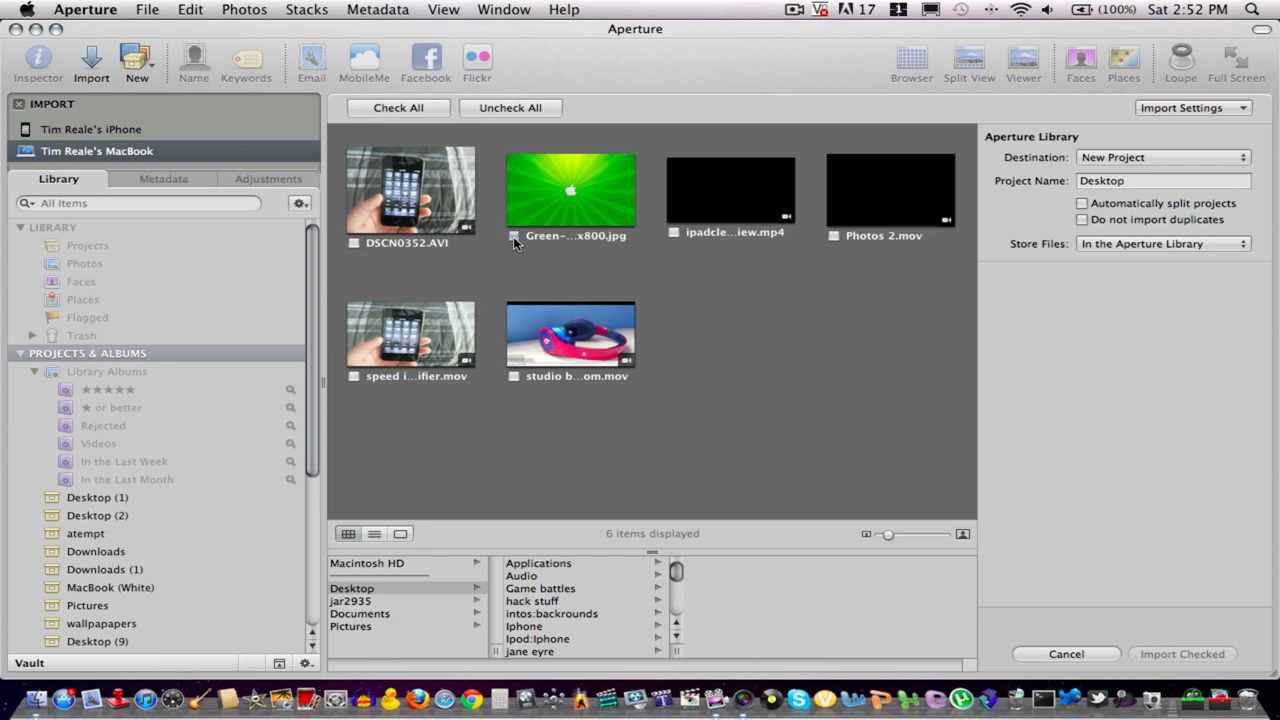 Aperture File Edit Photos Stacks Metadata View Window Help 17 1 (100%) Sat 2:52 PM
Aperture
Inspector Import New Name Keywords Email MobileMe Facebook Flickr Browser Split View Viewer Faces Places Loupe Full Screen
IMPORT
Tim Reale's iPhone
Tim Reale's MacBook
Library Metadata Adjustments
All Items
LIBRARY
Projects
Photos
Faces
Places
Flagged
Trash
PROJECTS & ALBUMS
Library Albums
★★★★★
★ or better
Rejected
Videos
In the Last Week
In the Last Month
Desktop (1)
Desktop (2)
atempt
Downloads
Downloads (1)
MacBook (White)
Pictures
wallpapapers
Desktop (9)
Vault
Check All Uncheck All
DSCN0352.AVI Green-...x800.jpg ipadcle...iew.mp4 Photos 2.mov
speed i...ifier.mov studio b...om.mov
6 items displayed
Macintosh HD
Desktop
jar2935
Documents
Pictures
Applications
Audio
Game battles
hack stuff
intos:backrounds
Iphone
Ipod:Iphone
jane eyre
Import Settings
Aperture Library
Destination: New Project
Project Name: Desktop
Automatically split projects
Do not import duplicates
Store Files: In the Aperture Library
Cancel Import Checked